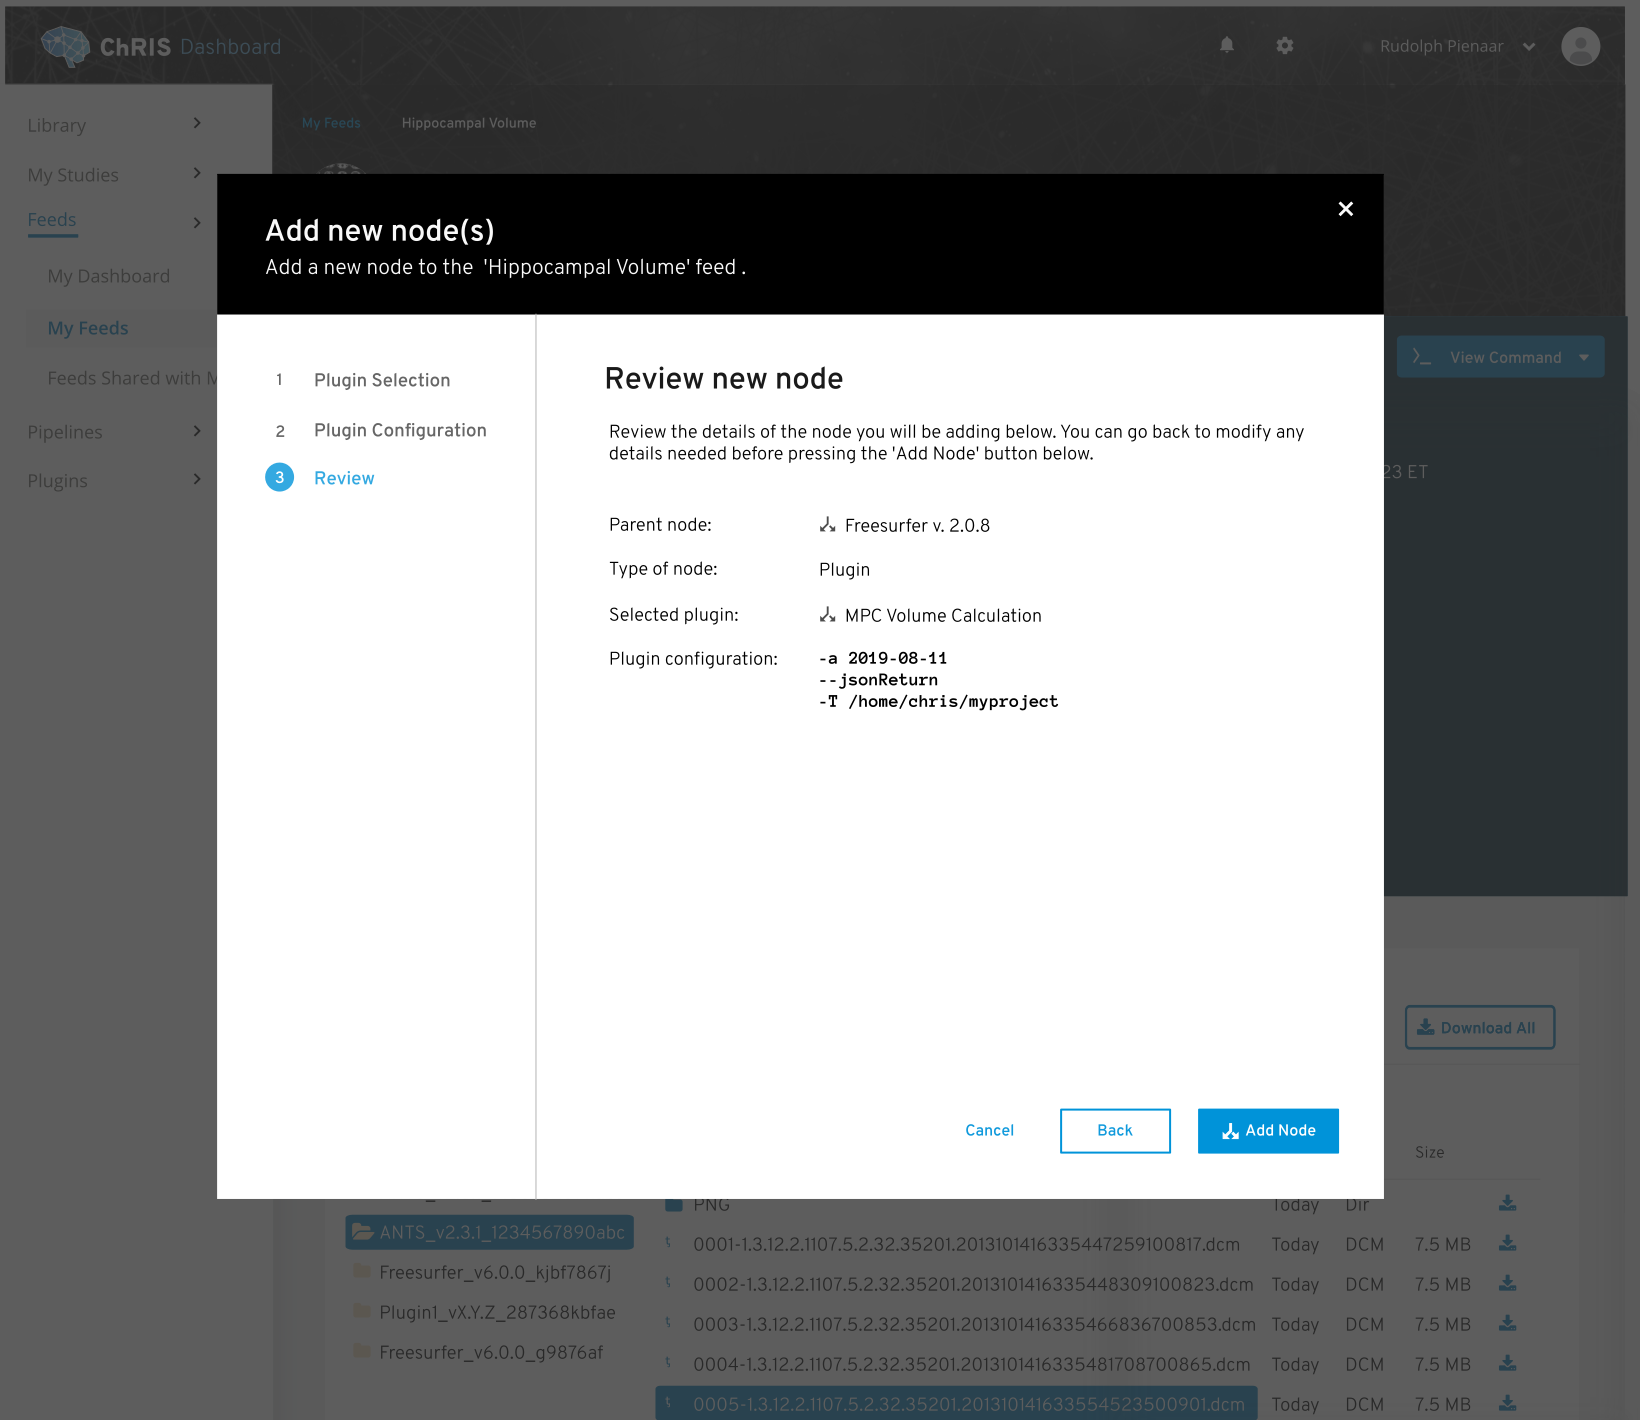 ChRIS Dashboard
Rudolph Pienaar
Library
My Studies
Feeds
My Dashboard
My Feeds
Feeds Shared with
Pipelines
Plugins
My Feeds
Hippocampal Volume
Add new node(s)
Add a new node to the 'Hippocampal Volume' feed .
1 Plugin Selection
2 Plugin Configuration
3 Review
Review new node
Review the details of the node you will be adding below. You can go back to modify any
details needed before pressing the 'Add Node' button below.
Parent node: Freesurfer v. 2.0.8
Type of node: Plugin
Selected plugin: MPC Volume Calculation
Plugin configuration: -a 2019-08-11
--jsonReturn
-T /home/chris/myproject
Cancel
Back
Add Node
>_ View Command
23 ET
Download All
Size
ANTS_v2.3.1_1234567890abc
Freesurfer_v6.0.0_kjbf7867j
Plugin1_vX.Y.Z_287368kbfae
Freesurfer_v6.0.0_g9876af
PNG Today Dir
0001-1.3.12.2.1107.5.2.32.35201.2013101416335447259100817.dcm Today DCM 7.5 MB
0002-1.3.12.2.1107.5.2.32.35201.2013101416335448309100823.dcm Today DCM 7.5 MB
0003-1.3.12.2.1107.5.2.32.35201.2013101416335466836700853.dcm Today DCM 7.5 MB
0004-1.3.12.2.1107.5.2.32.35201.2013101416335481708700865.dcm Today DCM 7.5 MB
0005-1.3.12.2.1107.5.2.32.35201.2013101416335545235​00901.dcm Today DCM 7.5 MB